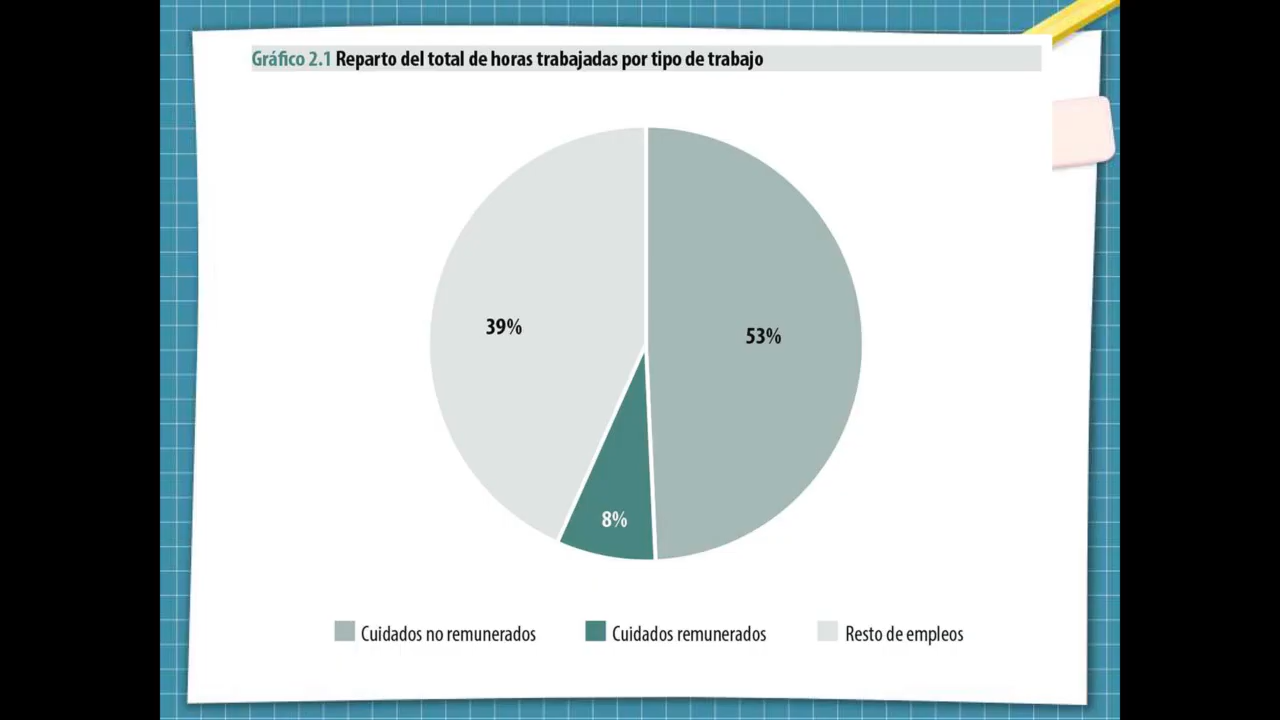 Gráfico 2.1 Reparto del total de horas trabajadas por tipo de trabajo
39%
53%
8%
Cuidados no remunerados
Cuidados remunerados
Resto de empleos